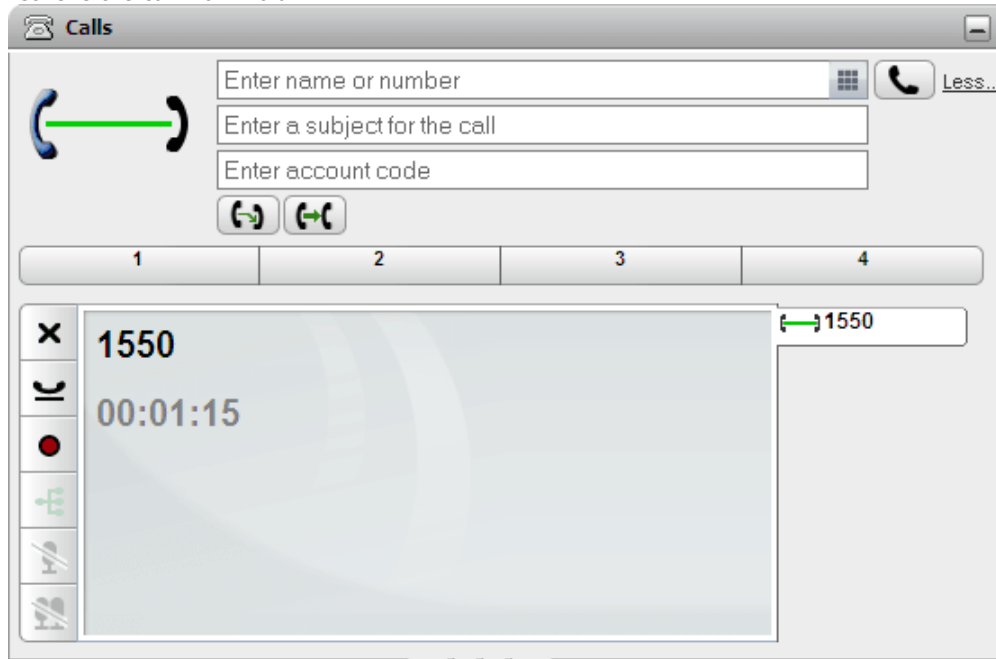 Calls
Enter name or number
Less..
Enter a subject for the call
Enter account code
1 2 3 4
1550
00:01:15
1550